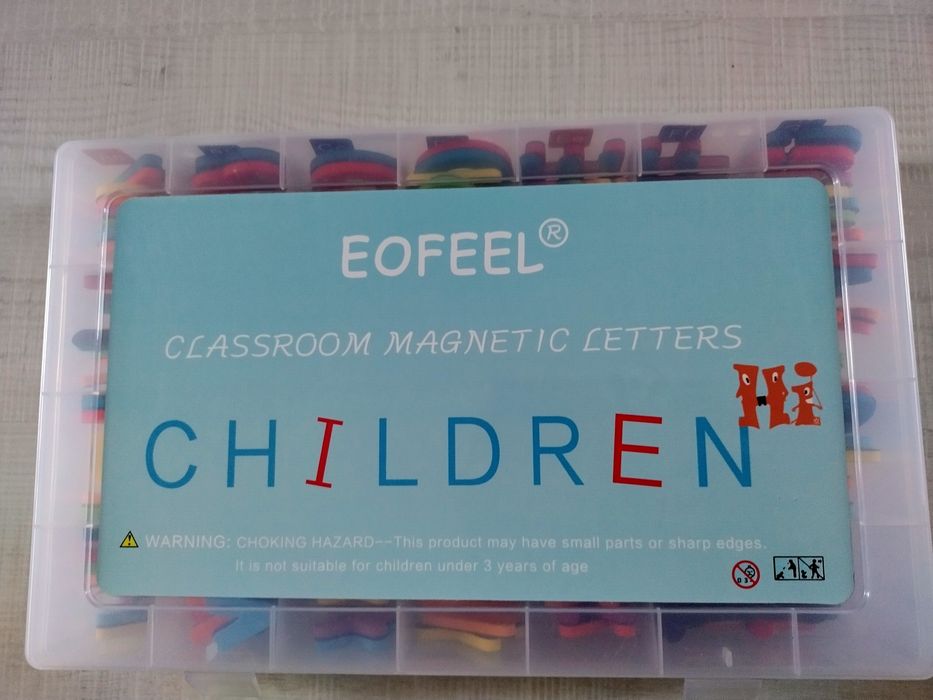 EOFEEL®
CLASSROOM MAGNETIC LETTERS
Hi
CHILDREN
WARNING: CHOKING HAZARD--This product may have small parts or sharp edges.
It is not suitable for children under 3 years of age